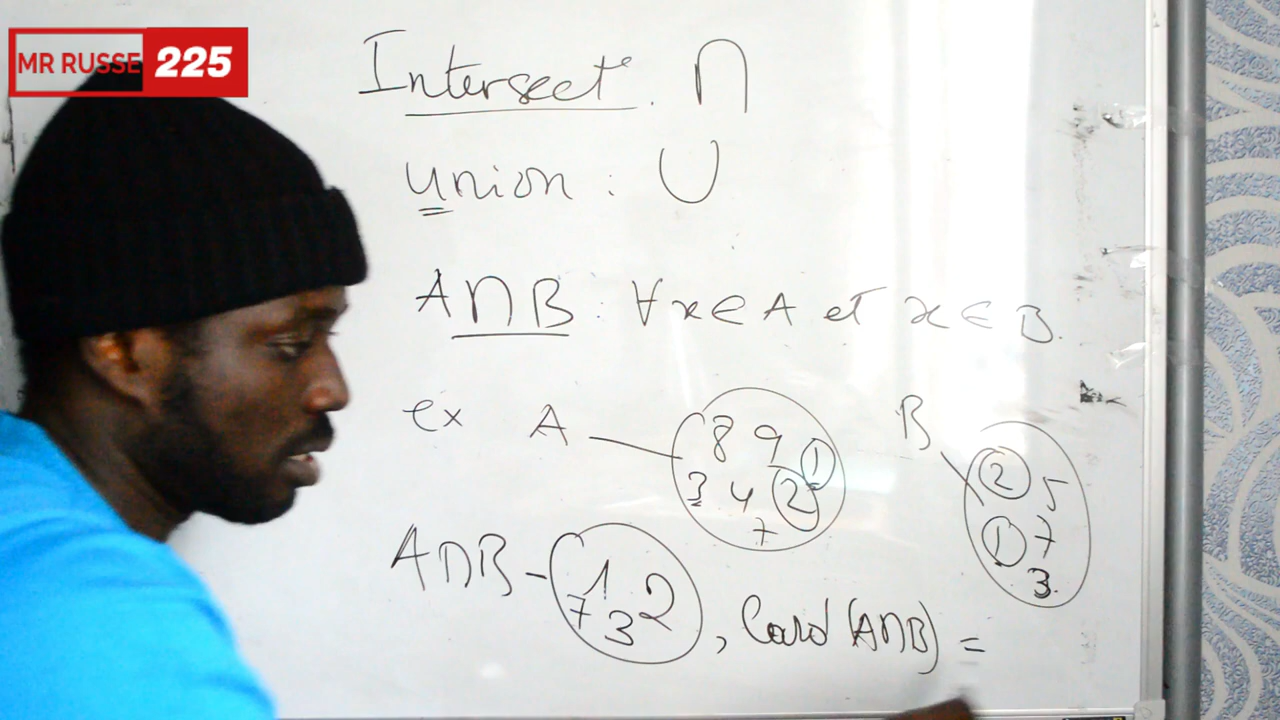 MR RUSSE 225
Intersectº. ∩
Union : ∪
A∩B : ∀x∈A et x∈B.
ex A 8 9 1 B 2 5
3 4 2 1 7
7 3
A∩B - 1 2
7 3 , Card(A∩B) =